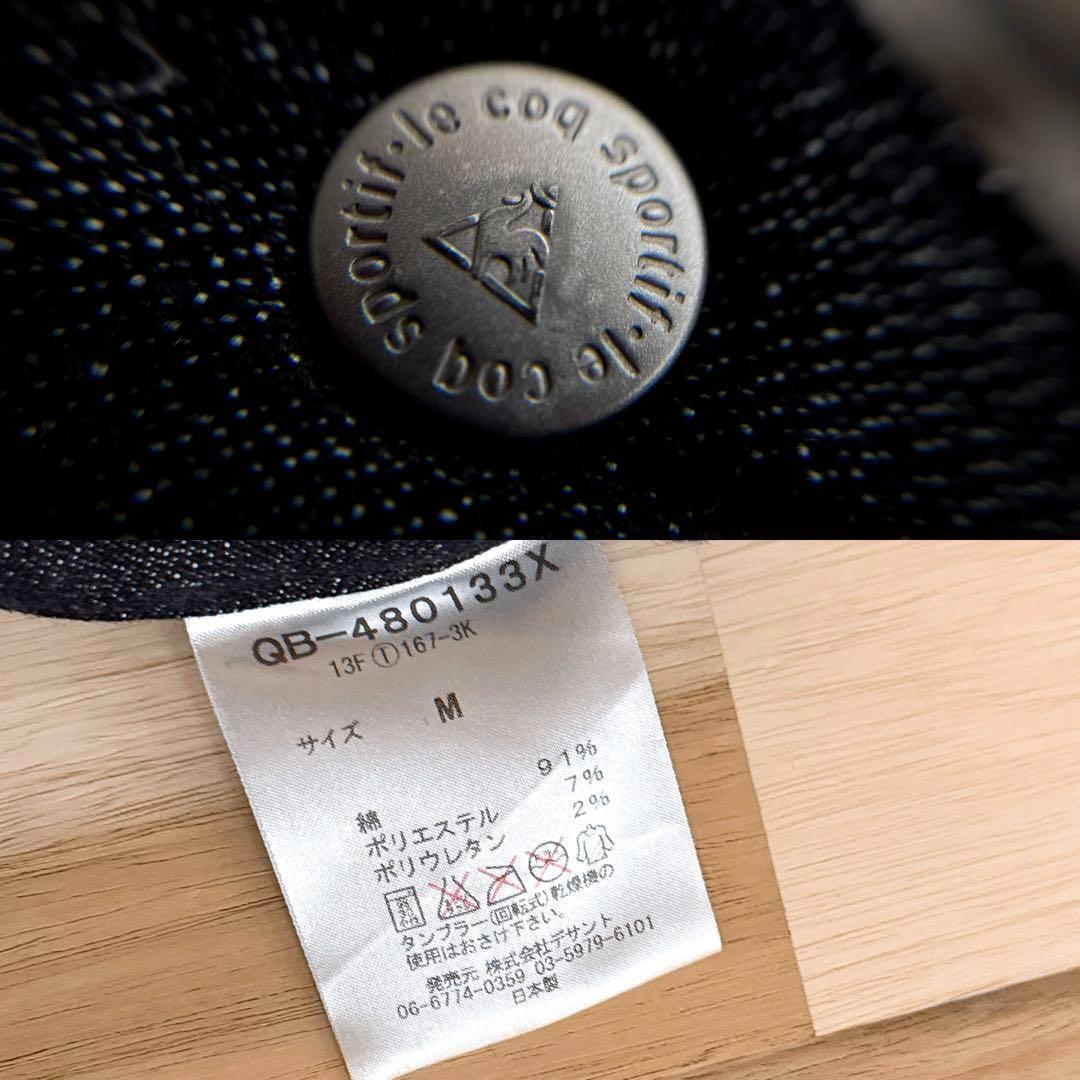 le coq sportif・le coq sportif・
QB-480133X
13F①167-3K
サイズ M
綿 91%
ポリエステル 7%
ポリウレタン 2%
タンブラー(回転式)乾燥機の
使用はおさけ下さい。
発売元 株式会社デサント
06-6774-0359 03-5979-6101
日本製